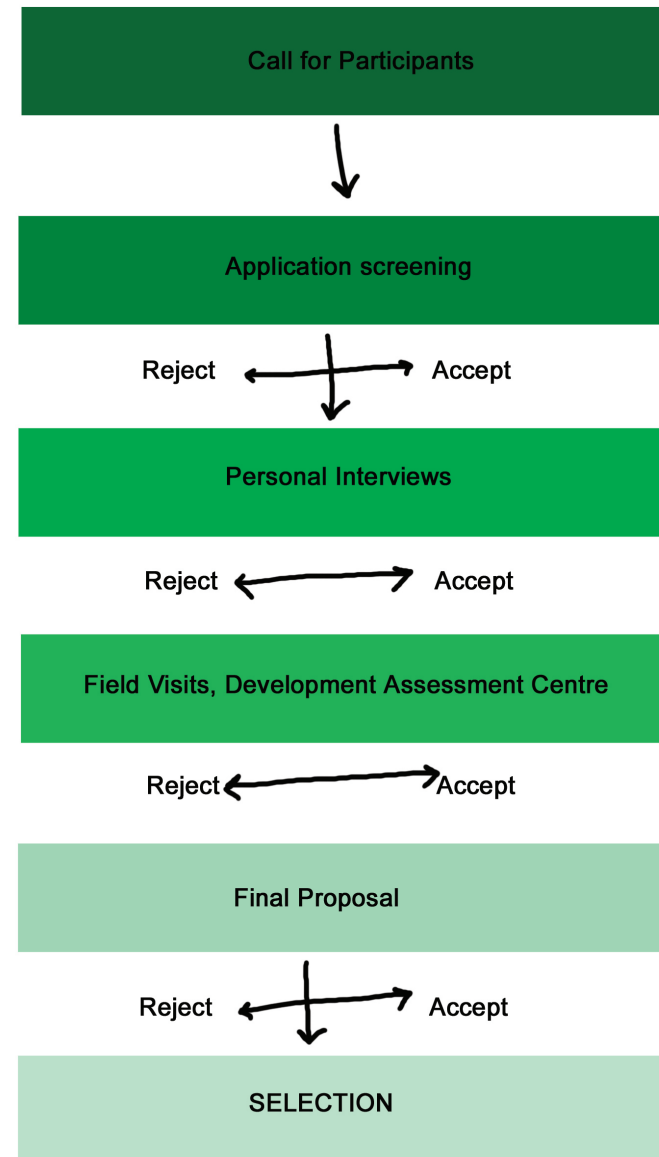 Call for Participants
Application screening
Reject Accept
Personal Interviews
Reject Accept
Field Visits, Development Assessment Centre
Reject Accept
Final Proposal
Reject Accept
SELECTION